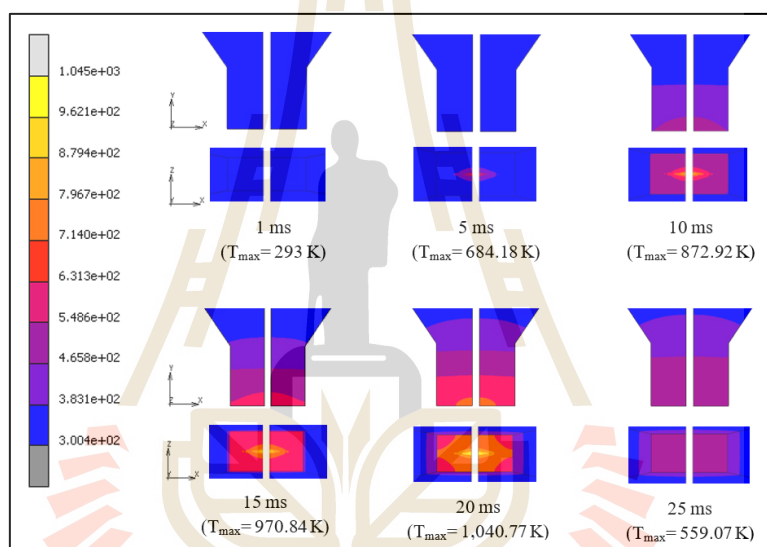 1.045e+03
9.621e+02
8.794e+02
7.967e+02
7.140e+02
6.313e+02
5.486e+02
4.658e+02
3.831e+02
3.004e+02
Y
Z X
Z
Y X
1 ms
(Tmax= 293 K)
5 ms
(Tmax= 684.18 K)
10 ms
(Tmax= 872.92 K)
Y
Z X
Z
Y X
15 ms
(Tmax= 970.84 K)
20 ms
(Tmax= 1,040.77 K)
25 ms
(Tmax= 559.07 K)